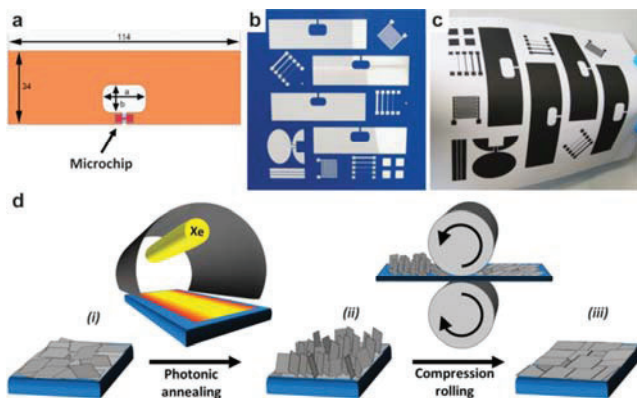 a
114
34
a
b
Microchip
b
c
d
Xe
(i)
Photonic
annealing
(ii)
Compression
rolling
(iii)